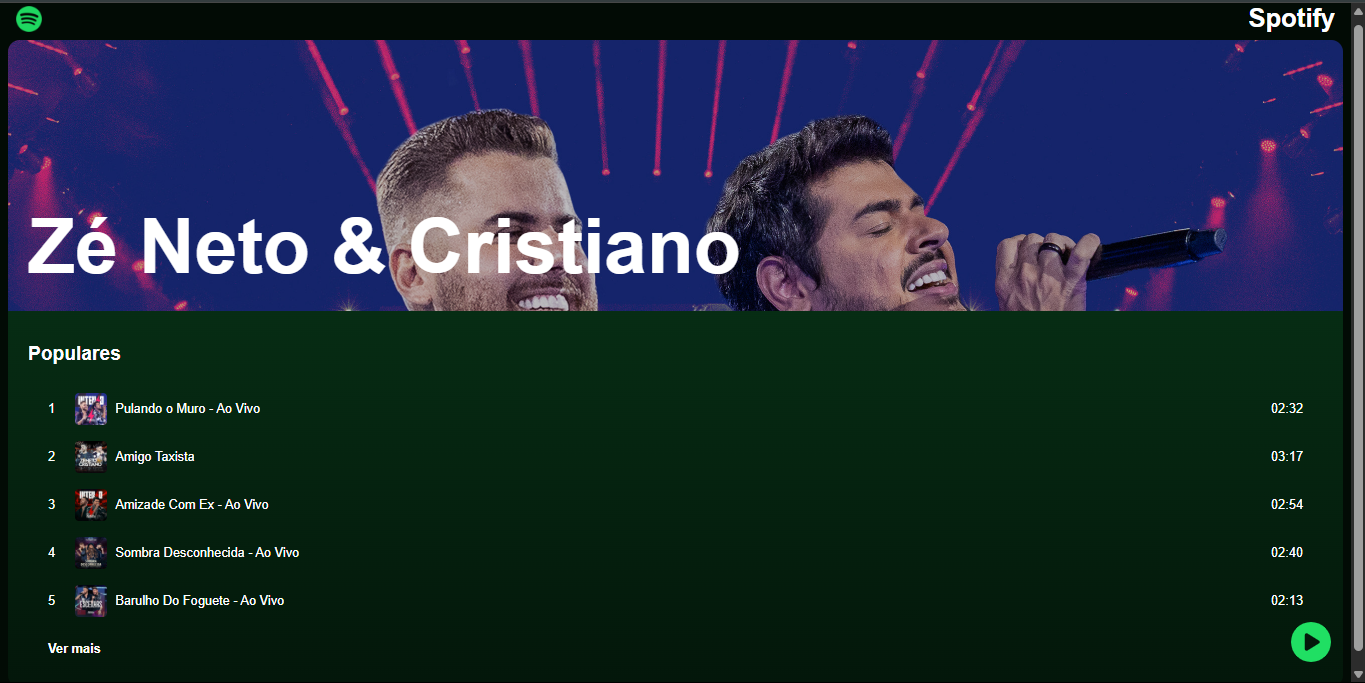 Spotify
Zé Neto & Cristiano
Populares
1 Pulando o Muro - Ao Vivo 02:32
2 Amigo Taxista 03:17
3 Amizade Com Ex - Ao Vivo 02:54
4 Sombra Desconhecida - Ao Vivo 02:40
5 Barulho Do Foguete - Ao Vivo 02:13
Ver mais